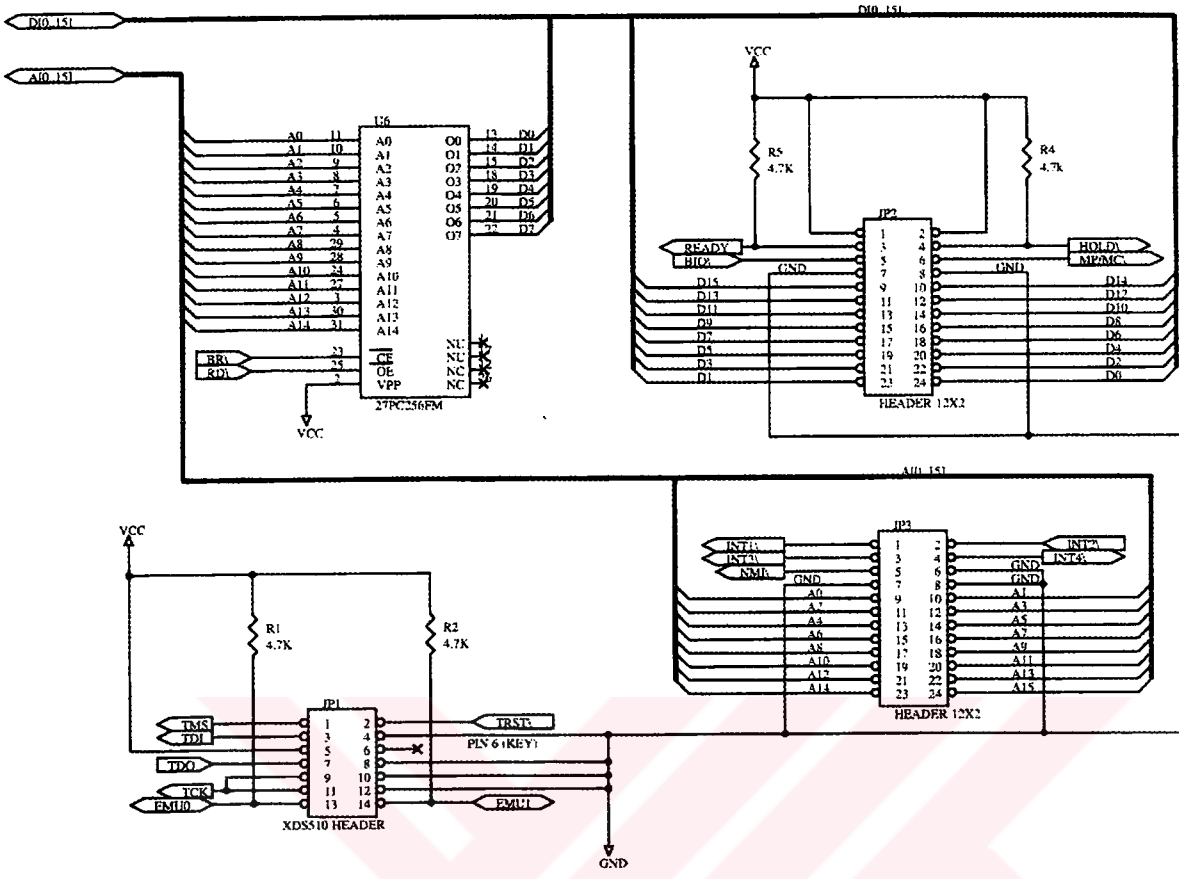 D[0..15]
D[0..15]
A[0..15]
VCC
U6
A0 11 A0 O0 13 D0
A1 10 A1 O1 14 D1
A2 9 A2 O2 15 D2
A3 8 A3 O3 18 D3
A4 7 A4 O4 19 D4
A5 6 A5 O5 20 D5
A6 5 A6 O6 21 D6
A7 4 A7 O7 22 D7
A8 29 A8
A9 28 A9
A10 24 A10
A11 27 A11
A12 3 A12
A13 30 A13
A14 31 A14
NU
NU
NC
NC
BR\ 23 CE
RD\ 25 OE
2 VPP
27PC256FM
VCC
R5
4.7K
R4
4.7k
JP2
1 2
READY 3 4 HOLD\
BIO\ 5 6 MP/MC\
GND 7 8 GND
D15 9 10 D14
D13 11 12 D12
D11 13 14 D10
D9 15 16 D8
D7 17 18 D6
D5 19 20 D4
D3 21 22 D2
D1 23 24 D0
HEADER 12X2
A[0..15]
JP3
INT1\ 1 2 INT2\
INT3\ 3 4 INT4\
NMI\ 5 6 GND
GND 7 8 GND
A0 9 10 A1
A2 11 12 A3
A4 13 14 A5
A6 15 16 A7
A8 17 18 A9
A10 19 20 A11
A12 21 22 A13
A14 23 24 A15
HEADER 12X2
VCC
R1
4.7K
R2
4.7K
JP1
TMS 1 2 TRST\
TDI 3 4
PIN 6 (KEY)
5 6
TDO 7 8
9 10
TCK 11 12
EMU0 13 14 EMU1
XDS510 HEADER
GND